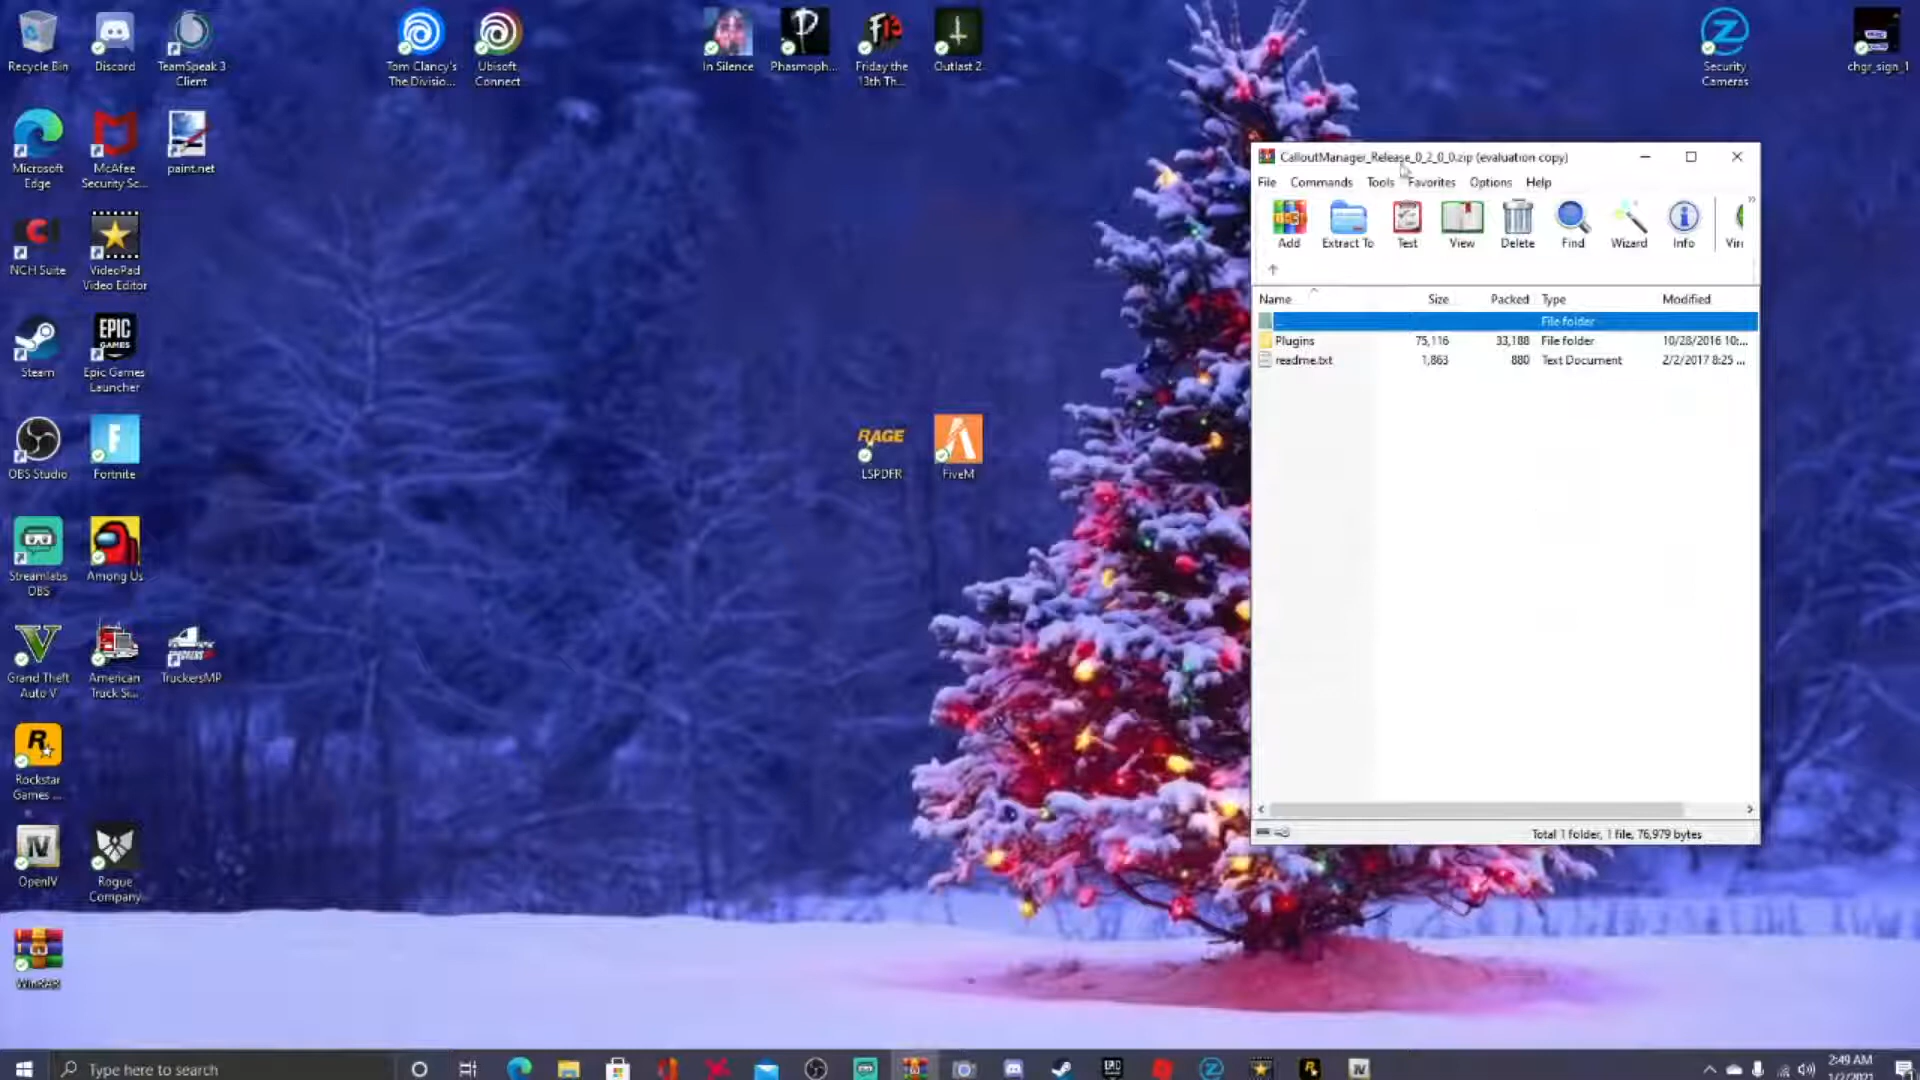 Recycle Bin
Discord
TeamSpeak 3
Client
Tom Clancy's
The Divisio...
Ubisoft
Connect
In Silence
Phasmoph...
Friday the
13th Th...
Outlast 2
Security
Cameras
chgr_sign_1
Microsoft
Edge
McAfee
Security Sc...
paint.net
NCH Suite
VideoPad
Video Editor
Steam
EPIC
GAMES
Epic Games
Launcher
OBS Studio
Fortnite
RAGE
LSPDFR
FiveM
Streamlabs
OBS
Among Us
Grand Theft
Auto V
American
Truck Si...
TruckersMP
Rockstar
Games ...
OpenIV
Rogue
Company
WinRAR
CalloutManager_Release_0_2_0_0.zip (evaluation copy)
File Commands Tools Favorites Options Help
Add Extract To Test View Delete Find Wizard Info
Name Size Packed Type Modified
.. File folder
Plugins 75,116 33,188 File folder 10/28/2016 10:...
readme.txt 1,863 880 Text Document 2/2/2017 8:25 ...
Total 1 folder, 1 file, 76,979 bytes
Type here to search
2:49 AM
1/2/2021